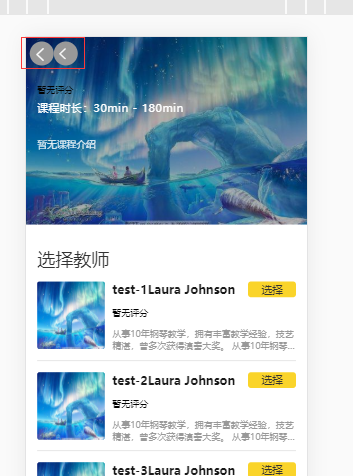 暂无评分
课程时长：30min - 180min
暂无课程介绍
选择教师
test-1Laura Johnson
选择
暂无评分
从事10年钢琴教学，拥有丰富教学经验，技艺
精湛，曾多次获得演奏大奖。 从事10年钢琴...
test-2Laura Johnson
选择
暂无评分
从事10年钢琴教学，拥有丰富教学经验，技艺
精湛，曾多次获得演奏大奖。 从事10年钢琴...
test-3Laura Johnson
选择